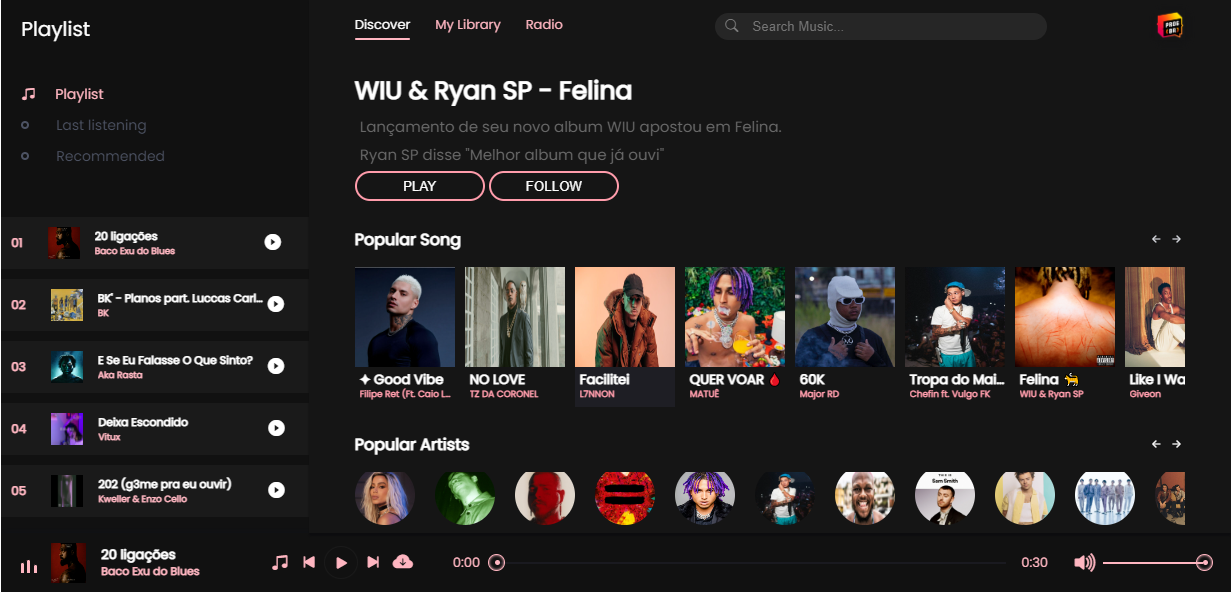 Playlist
Discover
My Library
Radio
Search Music...
Playlist
Last listening
Recommended
WIU & Ryan SP - Felina
Lançamento de seu novo album WIU apostou em Felina.
Ryan SP disse "Melhor album que já ouvi"
PLAY
FOLLOW
01
20 ligações
Baco Exu do Blues
02
BK' - Planos part. Luccas Carl...
BK
03
E Se Eu Falasse O Que Sinto?
Aka Rasta
04
Deixa Escondido
Vitux
05
202 (g3me pra eu ouvir)
Kweller & Enzo Cello
Popular Song
✦ Good Vibe
Filipe Ret (Ft. Caio L...
NO LOVE
TZ DA CORONEL
Facilitei
L7NNON
QUER VOAR 🩸
MATUÊ
60K
Major RD
Tropa do Mai...
Chefin ft. Vulgo FK
Felina 🐈
WIU & Ryan SP
Like I Wa
Giveon
Popular Artists
Sam Smith
20 ligações
Baco Exu do Blues
0:00
0:30